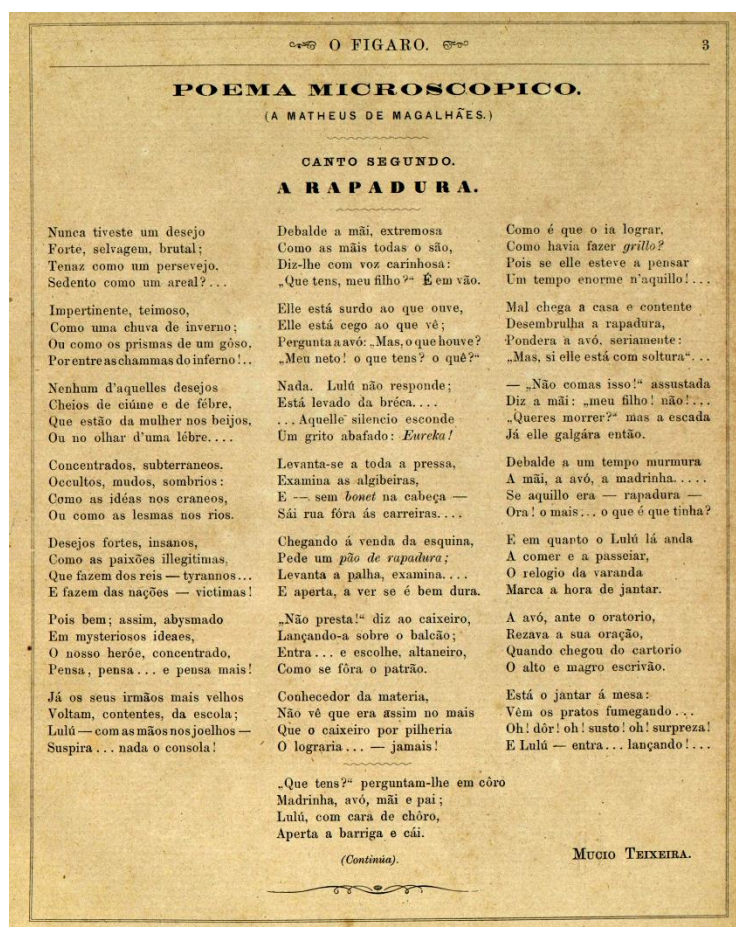 O FIGARO.
3
POEMA MICROSCOPICO.
(A MATHEUS DE MAGALHÃES.)
CANTO SEGUNDO.
A RAPADURA.
Nunca tiveste um desejo
Forte, selvagem, brutal;
Tenaz como um persevejo.
Sedento como um areal?...
Impertinente, teimoso,
Como uma chuva de inverno;
Ou como os prismas de um gôso,
Por entre as chammas do inferno!..
Nenhum d'aquelles desejos
Cheios de ciúme e de fébre,
Que estão da mulher nos beijos,
Ou no olhar d'uma lébre....
Concentrados, subterraneos.
Occultos, mudos, sombrios:
Como as idéas nos craneos,
Ou como as lesmas nos rios.
Desejos fortes, insanos,
Como as paixões illegitimas,
Que fazem dos reis — tyrannos...
E fazem das nações — victimas!
Pois bem; assim, abysmado
Em mysteriosos ideaes,
O nosso heróe, concentrado,
Pensa, pensa... e pensa mais!
Já os seus irmãos mais velhos
Voltam, contentes, da escola;
Lulú — com as mãos nos joelhos —
Suspira... nada o consola!
Debalde a mãi, extremosa
Como as mãis todas o são,
Diz-lhe com voz carinhosa:
„Que tens, meu filho?“ É em vão.
Elle está surdo ao que ouve,
Elle está cego ao que vê;
Pergunta a avó: „Mas, o que houve?
„Meu neto! o que tens? o quê?“
Nada. Lulú não responde;
Está levado da bréca....
... Aquelle silencio esconde
Um grito abafado: Eureka!
Levanta-se a toda a pressa,
Examina as algibeiras,
E — sem bonet na cabeça —
Sái rua fóra ás carreiras....
Chegando á venda da esquina,
Pede um pão de rapadura;
Levanta a palha, examina....
E aperta, a ver se é bem dura.
„Não presta!“ diz ao caixeiro,
Lançando-a sobre o balcão;
Entra... e escolhe, altaneiro,
Como se fôra o patrão.
Conhecedor da materia,
Não vê que era assim no mais
Que o caixeiro por pilheria
O lograria... — jamais!
„Que tens?“ perguntam-lhe em côro
Madrinha, avó, mãi e pai;
Lulú, com cara de chôro,
Aperta a barriga e cái.
(Continúa).
Como é que o ia lograr,
Como havia fazer grillo?
Pois se elle esteve a pensar
Um tempo enorme n'aquillo!...
Mal chega a casa e contente
Desembrulha a rapadura,
Pondera a avó, seriamente:
„Mas, si elle está com soltura“...
— „Não comas isso!“ assustada
Diz a mãi: „meu filho! não!...
„Queres morrer?“ mas a escada
Já elle galgára então.
Debalde a um tempo murmura
A mãi, a avó, a madrinha.....
Se aquillo era — rapadura —
Ora! o mais... o que é que tinha?
E em quanto o Lulú lá anda
A comer e a passeiar,
O relogio da varanda
Marca a hora de jantar.
A avó, ante o oratorio,
Rezava a sua oração,
Quando chegou do cartorio
O alto e magro escrivão.
Está o jantar á mesa:
Vêm os pratos fumegando...
Oh! dôr! oh! susto! oh! surpreza!
E Lulú — entra... lançando!...
MUCIO TEIXEIRA.